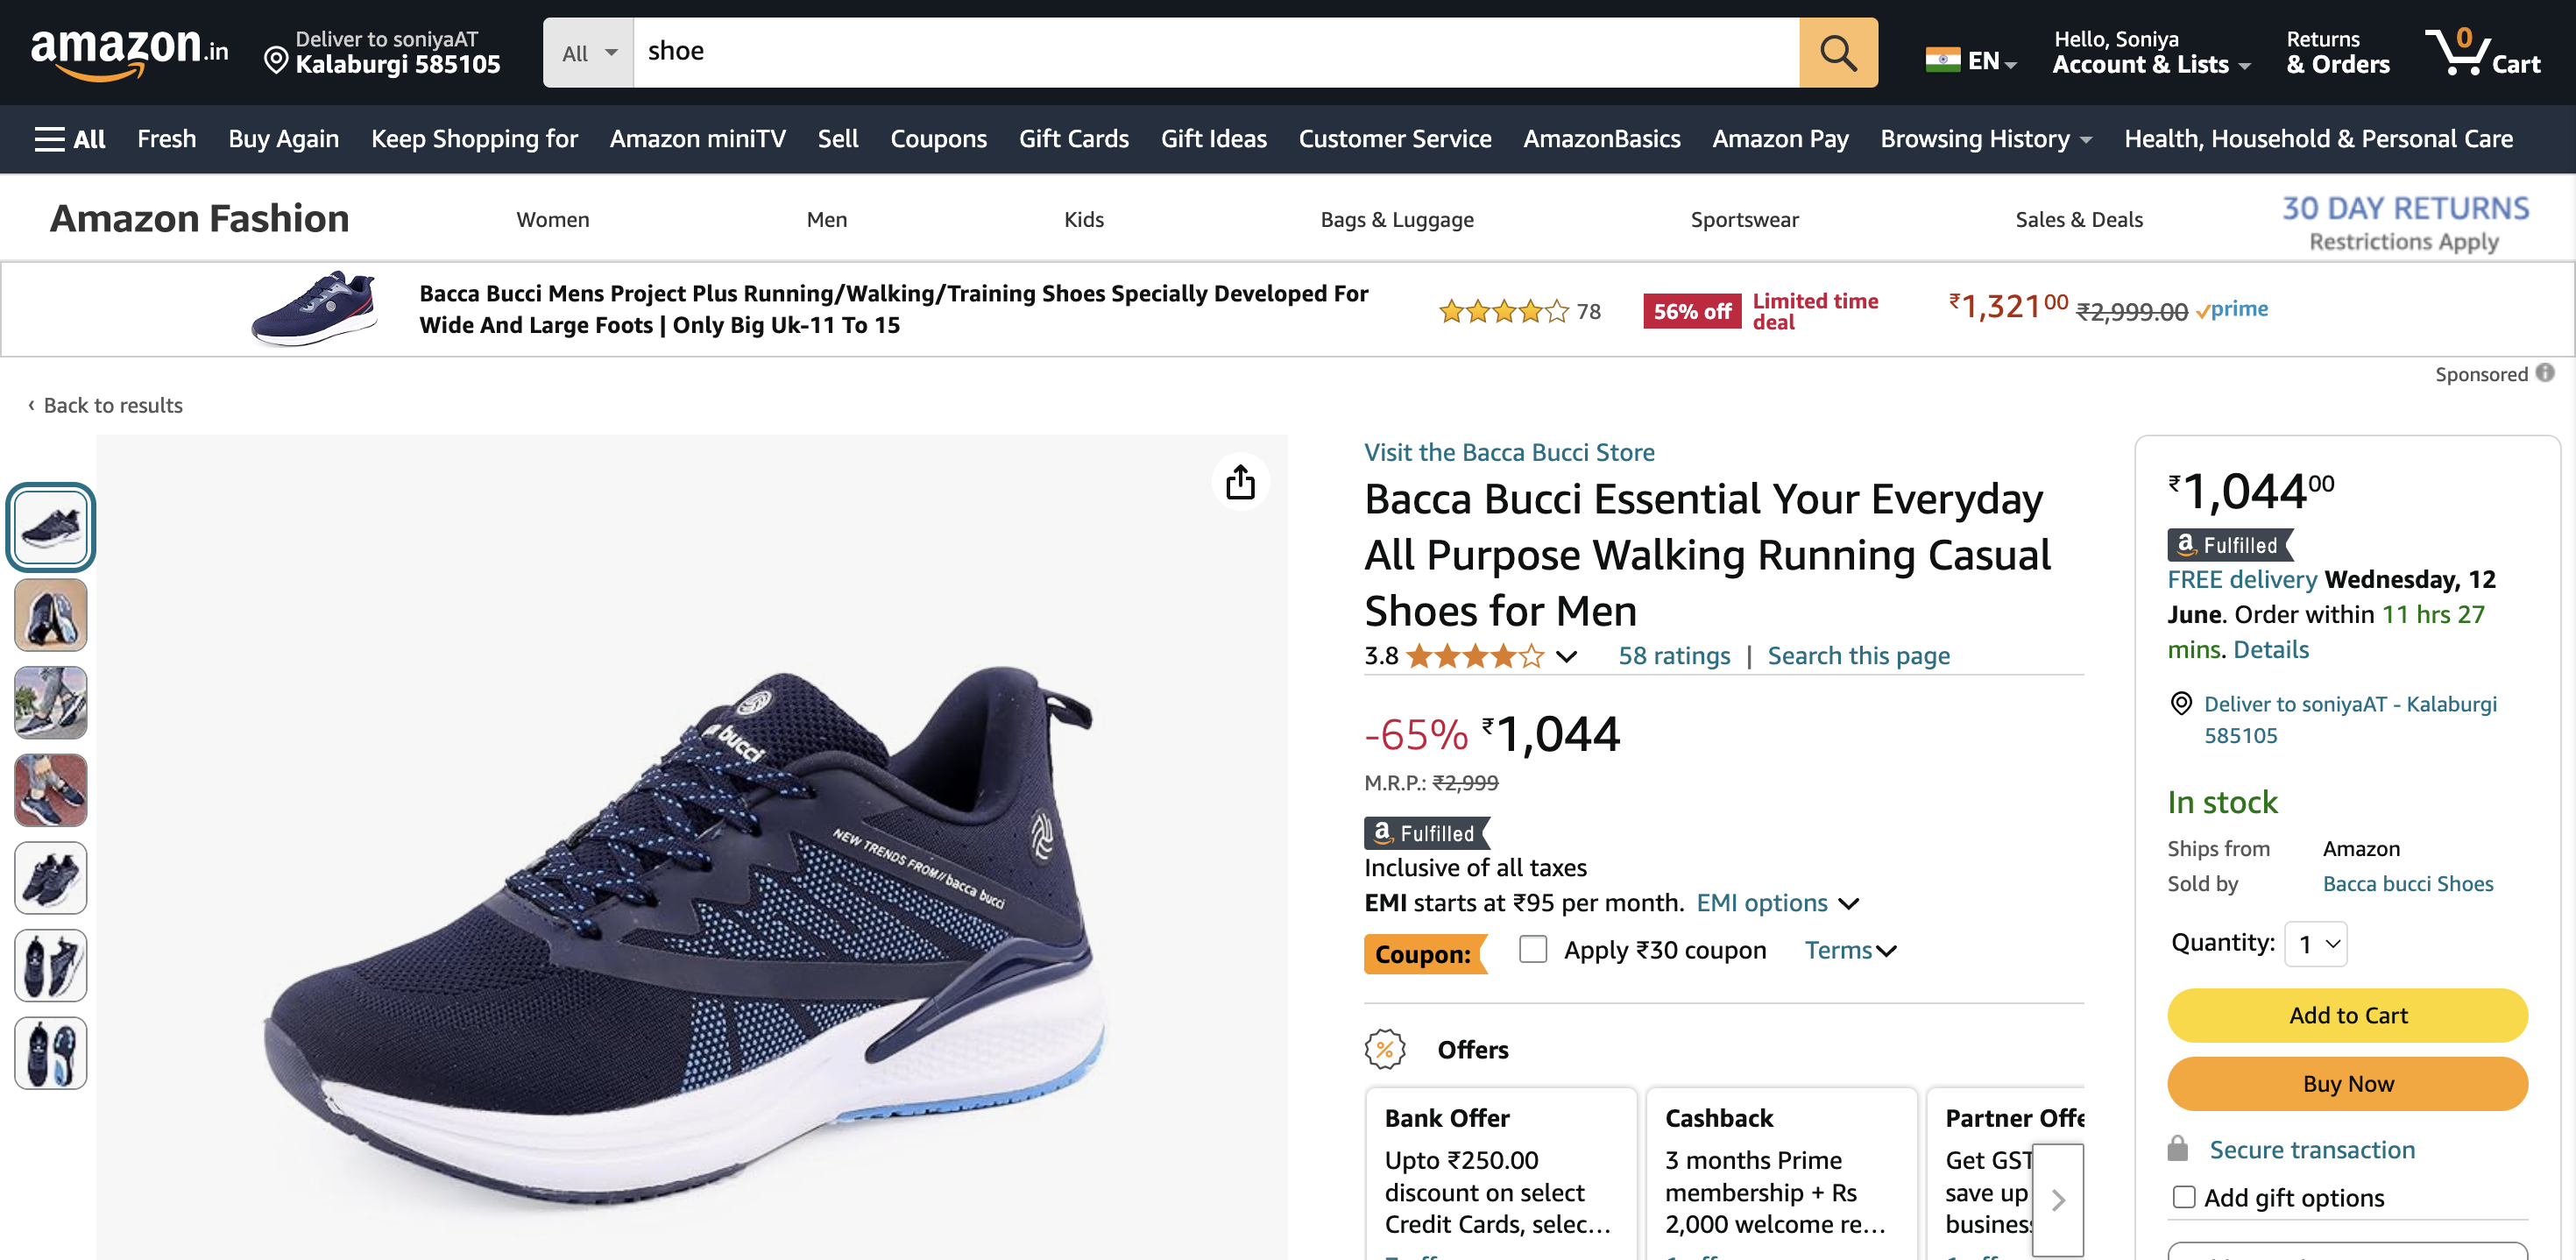 amazon.in
Deliver to soniyaAT
Kalaburgi 585105
All
shoe
EN
Hello, Soniya
Account & Lists
Returns
& Orders
0
Cart
All
Fresh
Buy Again
Keep Shopping for
Amazon miniTV
Sell
Coupons
Gift Cards
Gift Ideas
Customer Service
AmazonBasics
Amazon Pay
Browsing History
Health, Household & Personal Care
Amazon Fashion
Women
Men
Kids
Bags & Luggage
Sportswear
Sales & Deals
30 DAY RETURNS
Restrictions Apply
Bacca Bucci Mens Project Plus Running/Walking/Training Shoes Specially Developed For
Wide And Large Foots | Only Big Uk-11 To 15
78
56% off
Limited time
deal
₹1,32100 ₹2,999.00 prime
Sponsored
‹ Back to results
bucci
NEW TRENDS FROM// bacca bucci
Visit the Bacca Bucci Store
Bacca Bucci Essential Your Everyday
All Purpose Walking Running Casual
Shoes for Men
3.8
58 ratings | Search this page
-65% ₹1,044
M.R.P.: ₹2,999
a Fulfilled
Inclusive of all taxes
EMI starts at ₹95 per month. EMI options
Coupon: Apply ₹30 coupon Terms
Offers
Bank Offer
Upto ₹250.00
discount on select
Credit Cards, selec...
Cashback
3 months Prime
membership + Rs
2,000 welcome re...
Partner Offe
Get GST
save up
busines
₹1,04400
a Fulfilled
FREE delivery Wednesday, 12
June. Order within 11 hrs 27
mins. Details
Deliver to soniyaAT - Kalaburgi
585105
In stock
Ships from Amazon
Sold by Bacca bucci Shoes
Quantity: 1
Add to Cart
Buy Now
Secure transaction
Add gift options